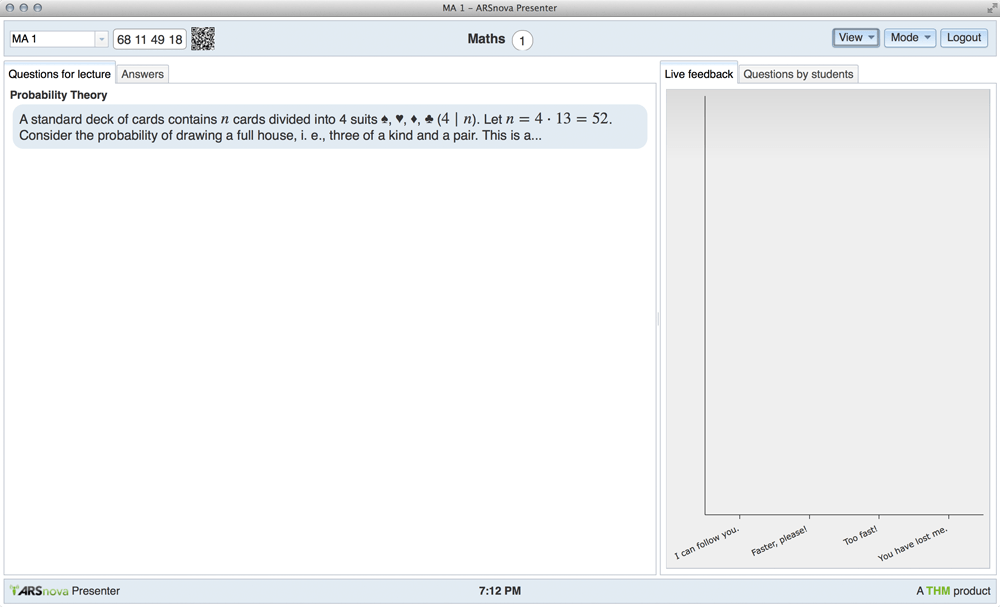 MA 1 - ARSnova Presenter
MA 1
68 11 49 18
Maths 1
View
Mode
Logout
Questions for lecture
Answers
Live feedback
Questions by students
Probability Theory
A standard deck of cards contains n cards divided into 4 suits ♠, ♥, ♦, ♣ (4 | n). Let n = 4 · 13 = 52.
Consider the probability of drawing a full house, i. e., three of a kind and a pair. This is a...
I can follow you.
Faster, please!
Too fast!
You have lost me.
ARSnova Presenter
7:12 PM
A THM product